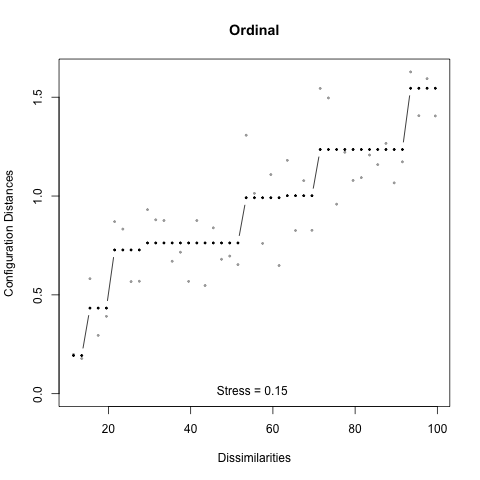 Ordinal
Configuration Distances
1.5
1.0
0.5
0.0
Stress = 0.15
20 40 60 80 100
Dissimilarities